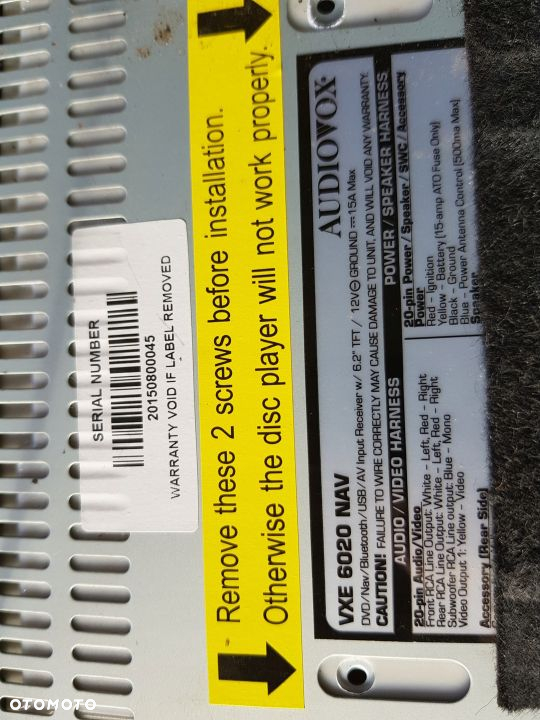 SERIAL NUMBER
20150800045
WARRANTY VOID IF LABEL REMOVED
Remove these 2 screws before installation.
Otherwise the disc player will not work properly.
VXE 6020 NAV
AUDIOVOX
DVD/Nav/Bluetooth/USB/AV Input Receiver w/ 6.2" TFT / 12V GROUND 15A Max
CAUTION! FAILURE TO WIRE CORRECTLY MAY CAUSE DAMAGE TO UNIT, AND WILL VOID ANY WARRANTY.
AUDIO/VIDEO HARNESS
20-pin Audio/Video
Front RCA Line Output: White - Left, Red - Right
Rear RCA Line Output: White - Left, Red - Right
Subwoofer RCA Line output: Blue - Mono
Video Output 1: Yellow - Video
Accessory (Rear Side)
POWER/SPEAKER HARNESS
20-pin Power/Speaker/SWC/Accessory
Power
Red - Ignition
Yellow - Battery (15-amp ATO Fuse Only)
Black - Ground
Blue - Power Antenna Control (500ma Max)
Speaker
OTOMOTO